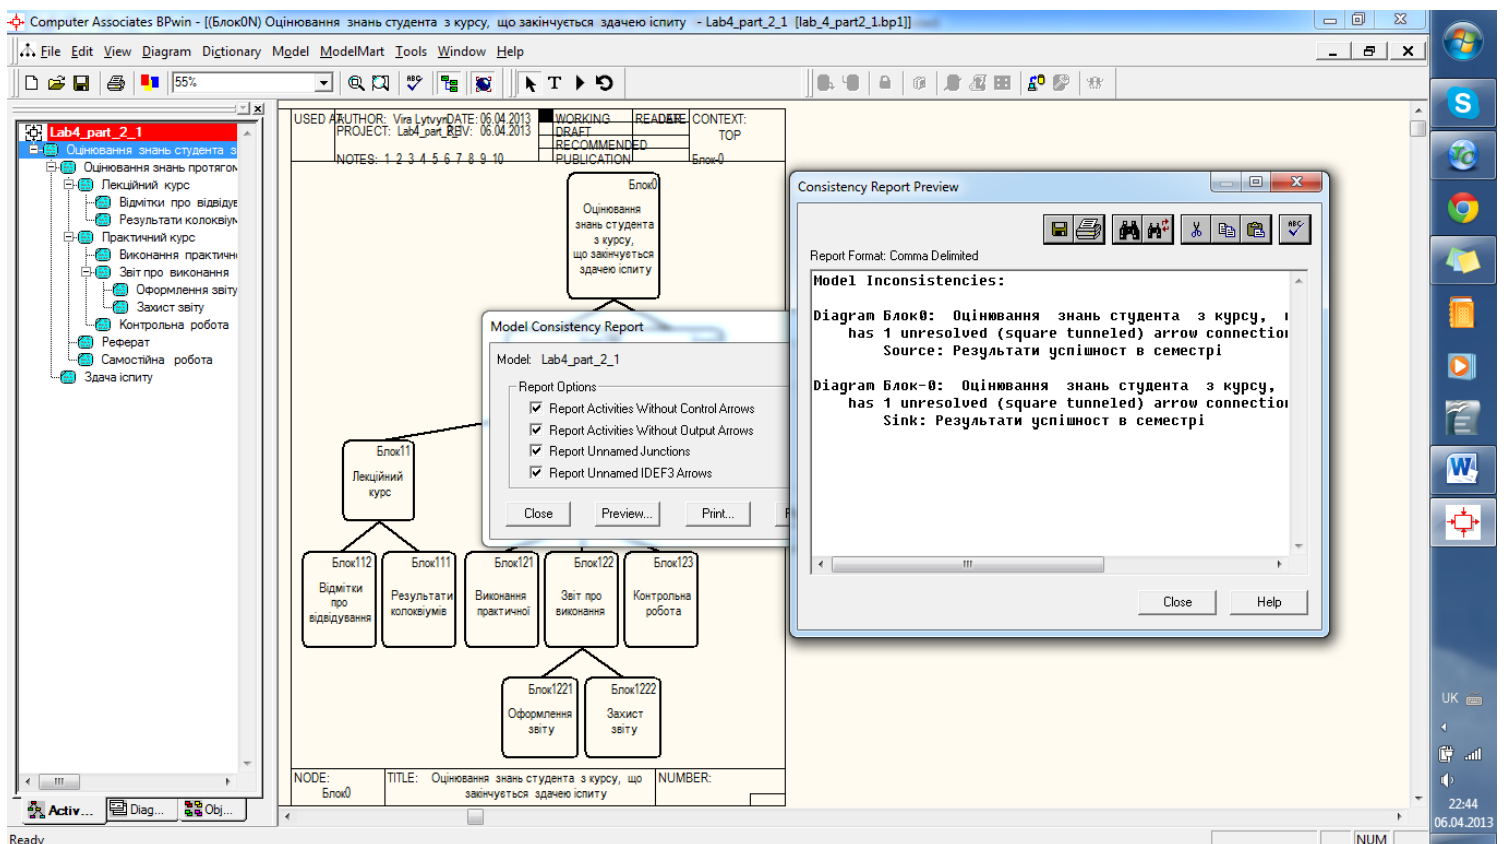 Computer Associates BPwin - [(Блок0N) Оцінювання знань студента з курсу, що закінчується здачею іспиту - Lab4_part_2_1 [lab_4_part2_1.bp1]]
File Edit View Diagram Dictionary Model ModelMart Tools Window Help
55%
Lab4_part_2_1
Оцінювання знань студента з
Оцінювання знань протягом
Лекційний курс
Відмітки про відвідув
Результати колоквіум
Практичний курс
Виконання практичн
Звіт про виконання
Оформлення звіту
Захист звіту
Контрольна робота
Реферат
Самостійна робота
Здача іспиту
Activ... Diag... Obj...
Ready
USED AT:
AUTHOR: Vira Lytvyn DATE: 06.04.2013
PROJECT: Lab4_part_2 REV: 06.04.2013
NOTES: 1 2 3 4 5 6 7 8 9 10
WORKING
DRAFT
RECOMMENDED
PUBLICATION
READER DATE
CONTEXT:
TOP
Блок-0
Блок0
Оцінювання
знань студента
з курсу,
що закінчується
здачею іспиту
Блок11
Лекційний
курс
Блок112
Відмітки
про
відвідування
Блок111
Результати
колоквіумів
Блок121
Виконання
практичної
Блок122
Звіт про
виконання
Блок123
Контрольна
робота
Блок1221
Оформлення
звіту
Блок1222
Захист
звіту
NODE:
Блок0
TITLE: Оцінювання знань студента з курсу, що
закінчується здачею іспиту
NUMBER:
Model Consistency Report
Model: Lab4_part_2_1
Report Options
Report Activities Without Control Arrows
Report Activities Without Output Arrows
Report Unnamed Junctions
Report Unnamed IDEF3 Arrows
Close Preview... Print...
Consistency Report Preview
Report Format: Comma Delimited
Model Inconsistencies:
Diagram Блок0: Оцінювання знань студента з курсу,
has 1 unresolved (square tunneled) arrow connection
Source: Результати успішност в семестрі
Diagram Блок-0: Оцінювання знань студента з курсу,
has 1 unresolved (square tunneled) arrow connection
Sink: Результати успішност в семестрі
Close Help
UK
22:44
06.04.2013
NUM